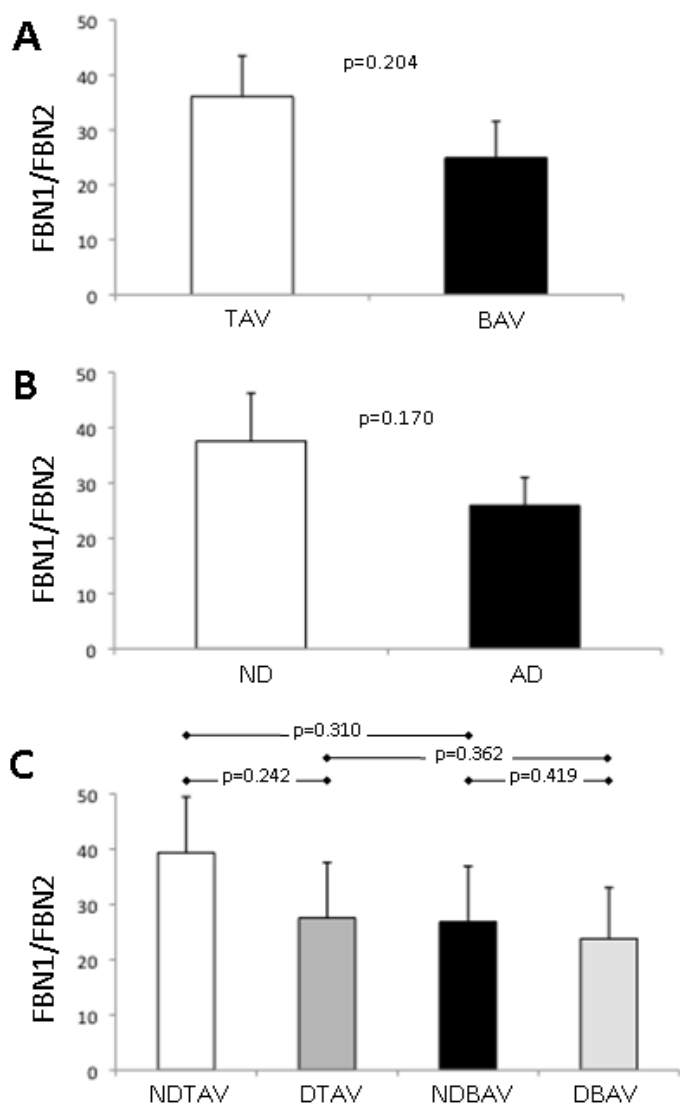 A
50
p=0.204
40
30
20
10
0
FBN1/FBN2
TAV BAV
B
50
p=0.170
40
30
20
10
0
FBN1/FBN2
ND AD
p=0.310
C
p=0.362
p=0.242 p=0.419
50
40
30
20
10
0
FBN1/FBN2
NDTAV DTAV NDBAV DBAV